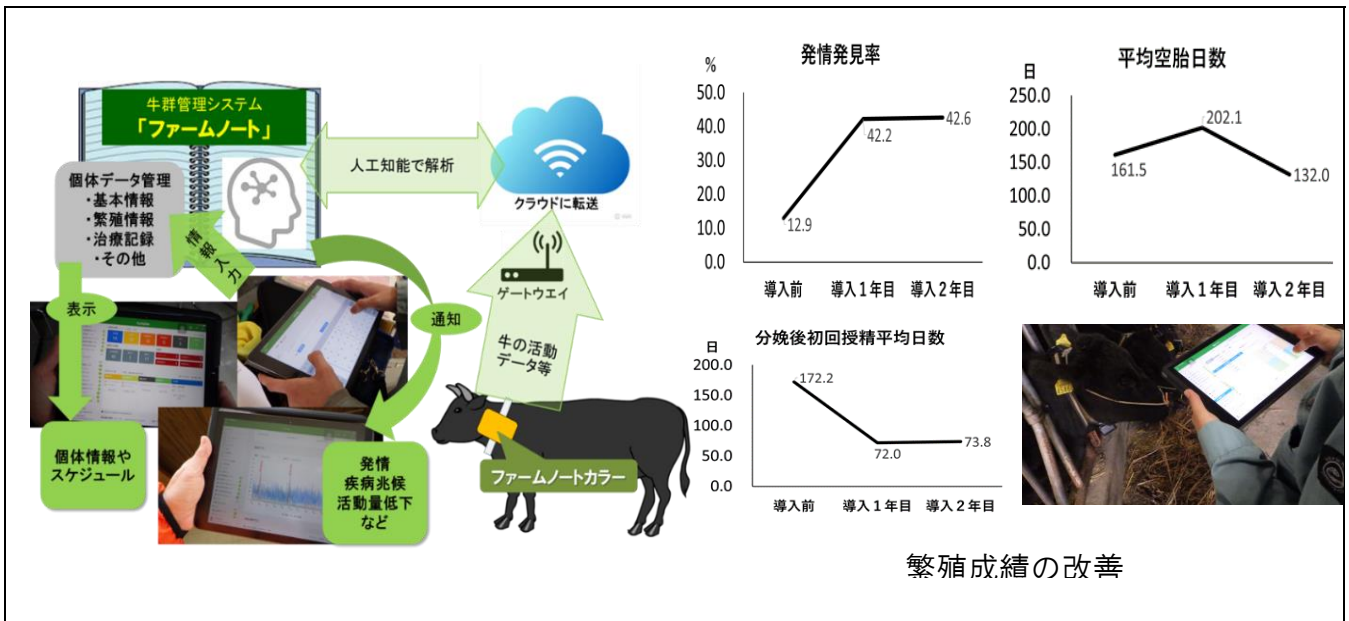 牛群管理システム
「ファームノート」
個体データ管理
・基本情報
・繁殖情報
・治療記録
・その他
人工知能で解析
クラウドに転送
情報入力
ゲートウエイ
表示
通知
牛の活動
データ等
個体情報や
スケジュール
発情
疾病兆候
活動量低下
など
ファームノートカラー
発情発見率
%
50.0
40.0
30.0
20.0
10.0
0.0
12.9
42.2
42.6
導入前 導入1年目 導入2年目
平均空胎日数
日
250.0
200.0
150.0
100.0
50.0
0.0
161.5
202.1
132.0
導入前 導入1年目 導入2年目
分娩後初回授精平均日数
日
200.0
150.0
100.0
50.0
0.0
172.2
72.0
73.8
導入前 導入1年目 導入2年目
繁殖成績の改善